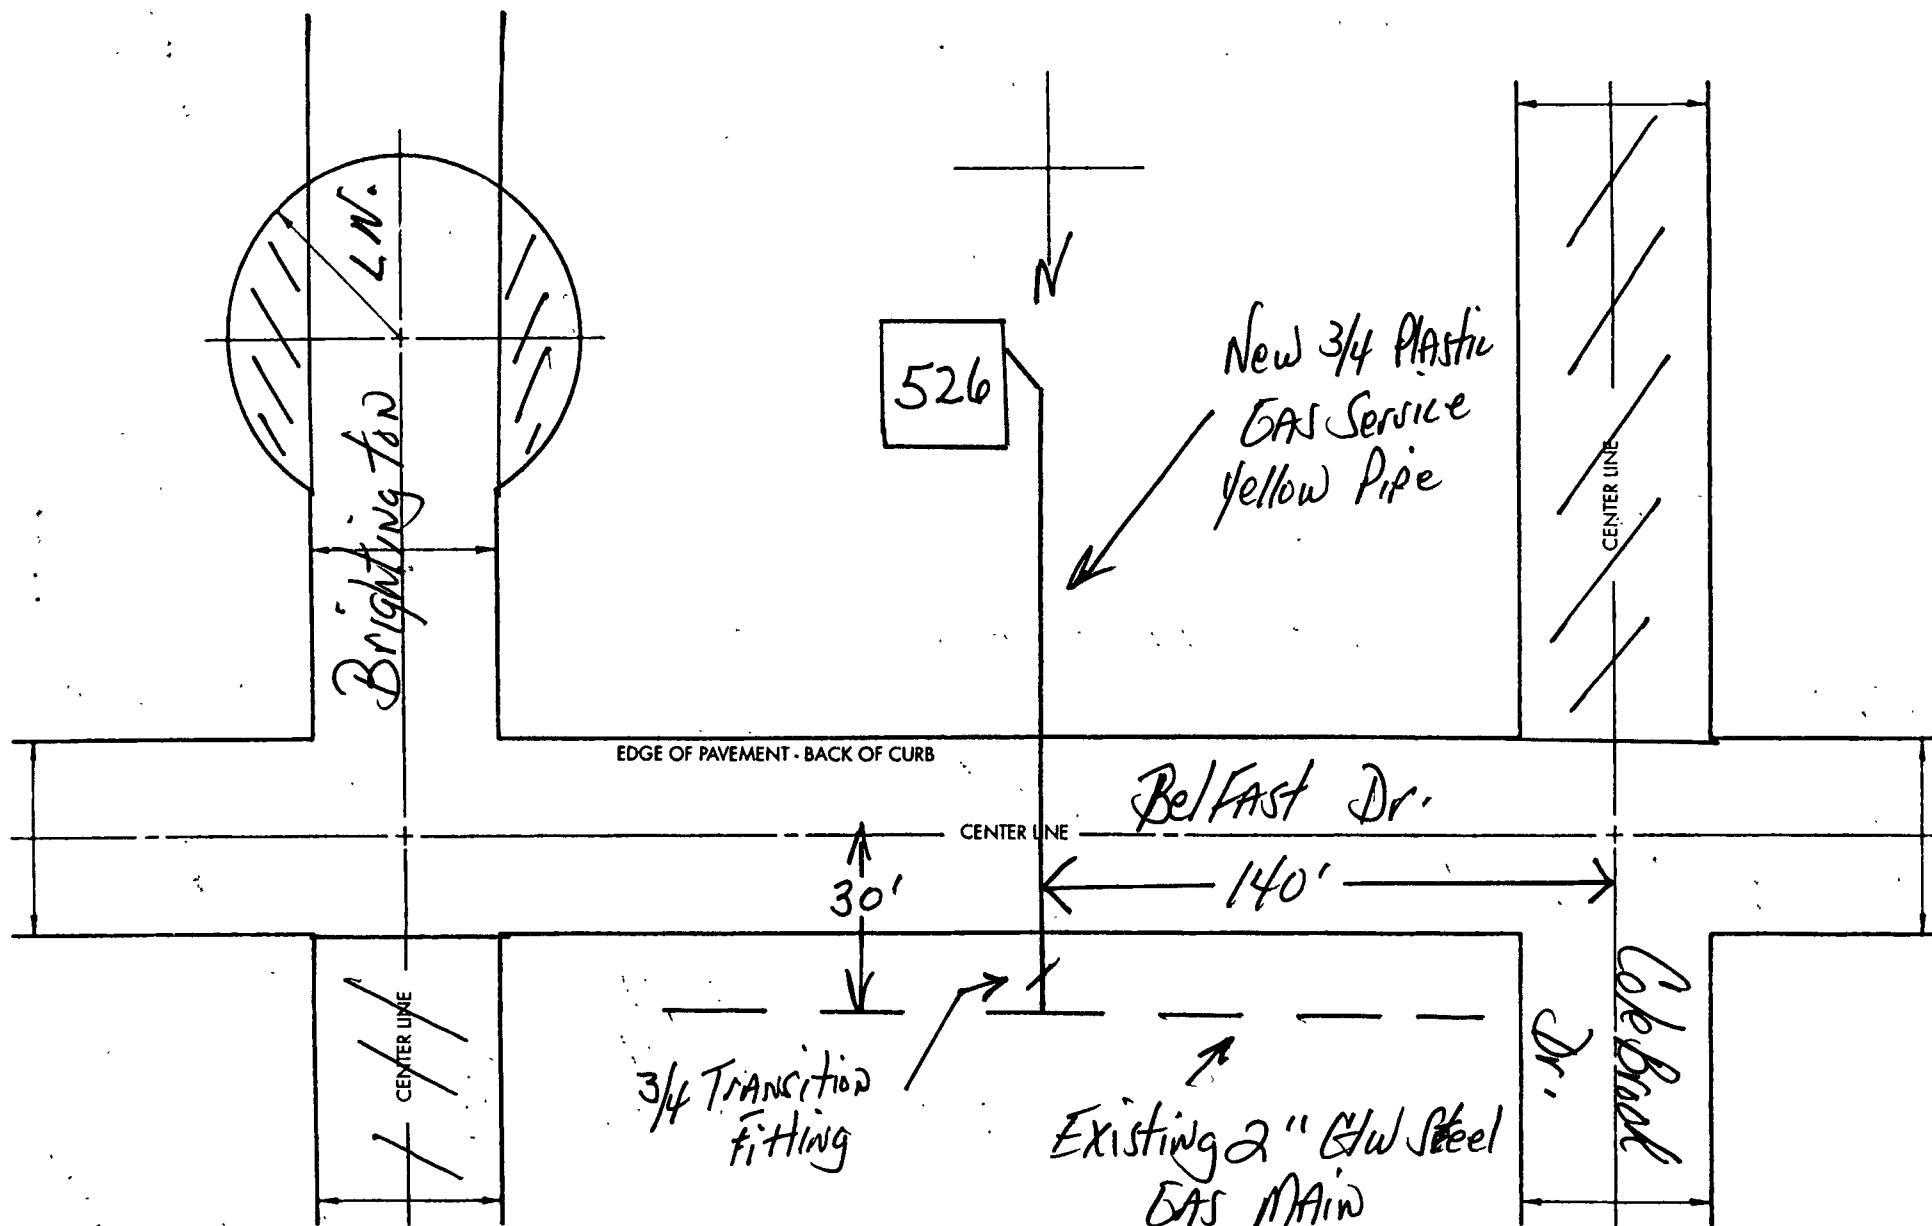 Brighton LN.
N
526
New 3/4 Plastic
GAS Service
Yellow Pipe
CENTER LINE
EDGE OF PAVEMENT - BACK OF CURB
BelFast Dr.
CENTER LINE
30'
140'
CENTER LINE
3/4 Transition
Fitting
Existing 2" C/W Steel
GAS MAin
ColeBrook
Dr.